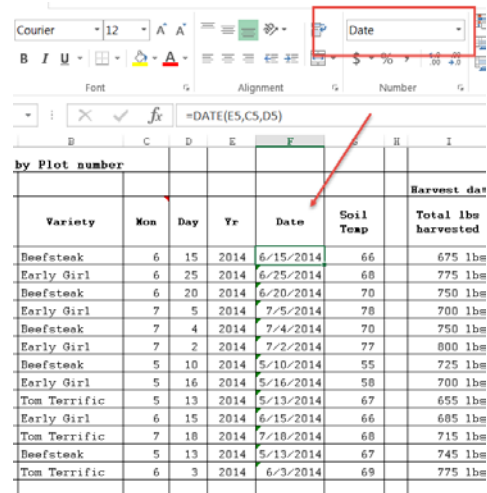 Courier 12 A A Date
B I U A $ % , .00 .0
Font Alignment Number
fx =DATE(E5,C5,D5)
B C D E F G H I
by Plot number
Harvest dat
Variety Mon Day Yr Date Soil Temp Total lbs harvested
Beefsteak 6 15 2014 6/15/2014 66 675 lbs
Early Girl 6 25 2014 6/25/2014 68 775 lbs
Beefsteak 6 20 2014 6/20/2014 70 750 lbs
Early Girl 7 5 2014 7/5/2014 78 700 lbs
Beefsteak 7 4 2014 7/4/2014 70 750 lbs
Early Girl 7 2 2014 7/2/2014 77 800 lbs
Beefsteak 5 10 2014 5/10/2014 55 725 lbs
Early Girl 5 16 2014 5/16/2014 58 700 lbs
Tom Terrific 5 13 2014 5/13/2014 67 655 lbs
Early Girl 6 15 2014 6/15/2014 66 685 lbs
Tom Terrific 7 18 2014 7/18/2014 68 715 lbs
Beefsteak 5 13 2014 5/13/2014 67 745 lbs
Tom Terrific 6 3 2014 6/3/2014 69 775 lbs